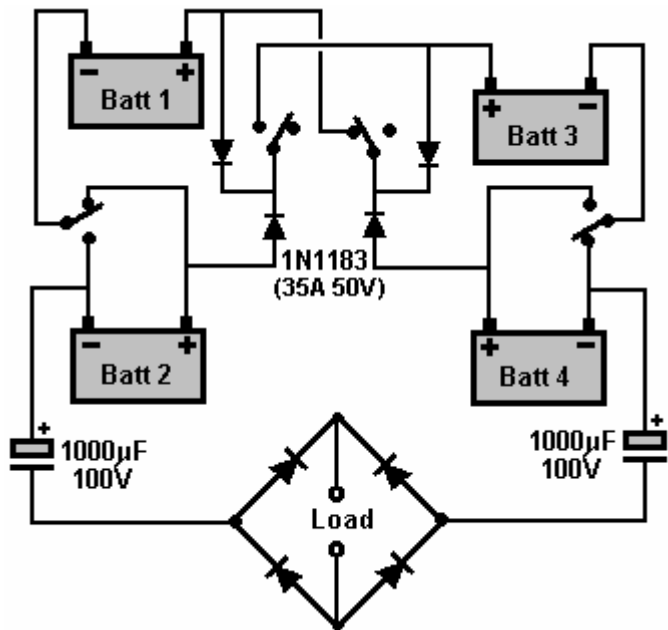 - +
Batt 1
+ -
Batt 3
1N1183
(35A 50V)
- +
Batt 2
+ -
Batt 4
+
1000µF
100V
+
1000µF
100V
Load